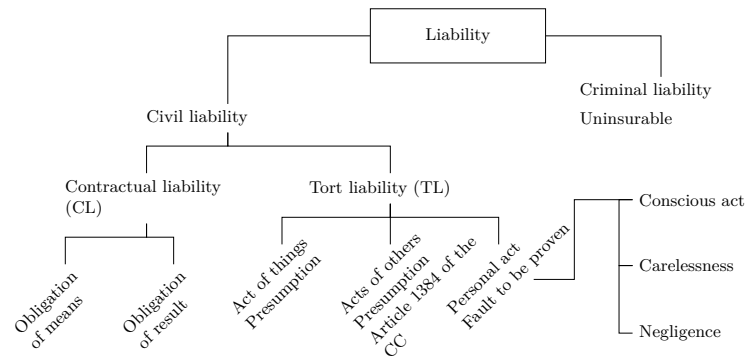 Liability
Criminal liability
Uninsurable
Civil liability
Contractual liability
(CL)
Tort liability (TL)
Obligation
of means
Obligation
of result
Act of things
Presumption
Acts of others
Presumption
Article 1384 of the
CC
Personal act
Fault to be proven
Conscious act
Carelessness
Negligence